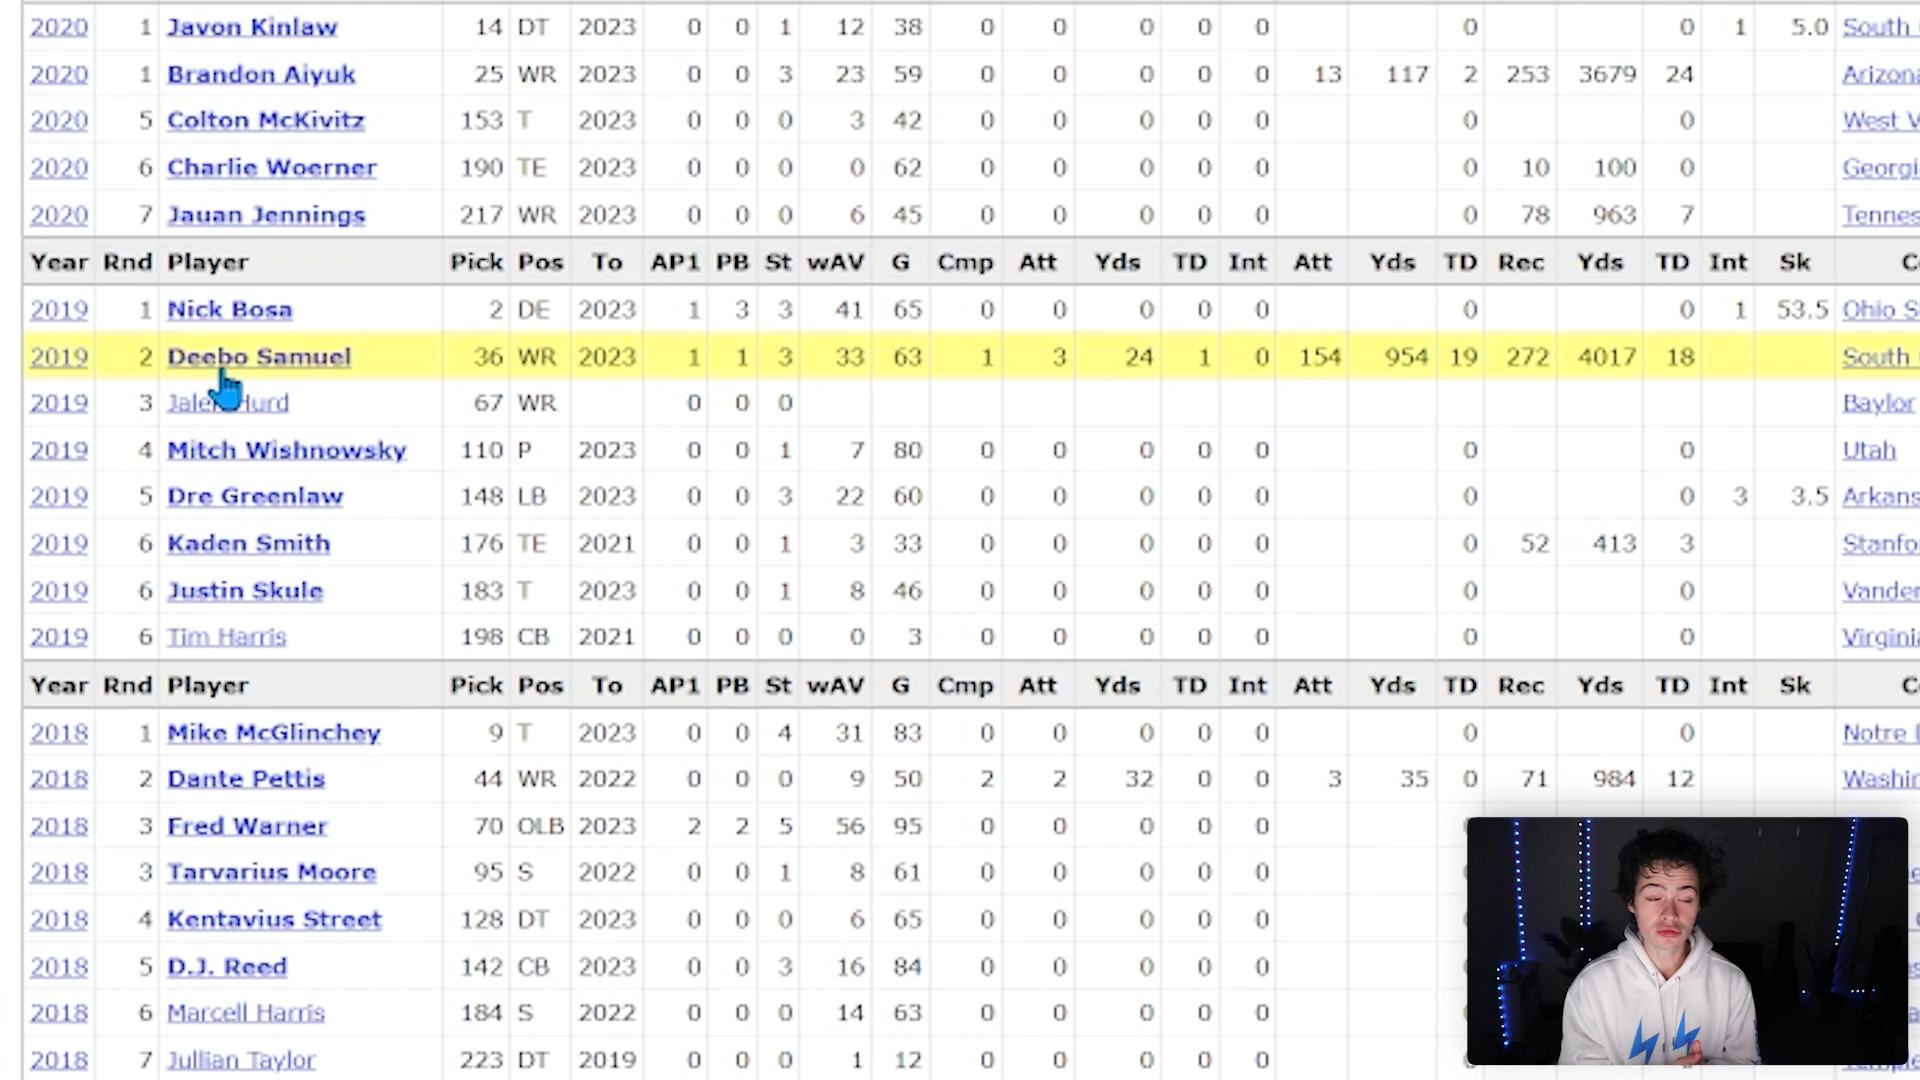 2020 1 Javon Kinlaw 14 DT 2023 0 0 1 12 38 0 0 0 0 0 0 0 1 5.0 South
2020 1 Brandon Aiyuk 25 WR 2023 0 0 3 23 59 0 0 0 0 0 13 117 2 253 3679 24 Arizona
2020 5 Colton McKivitz 153 T 2023 0 0 0 3 42 0 0 0 0 0 0 0 West V
2020 6 Charlie Woerner 190 TE 2023 0 0 0 0 62 0 0 0 0 0 0 10 100 0 Georgi
2020 7 Jauan Jennings 217 WR 2023 0 0 0 6 45 0 0 0 0 0 0 78 963 7 Tennes
Year Rnd Player Pick Pos To AP1 PB St wAV G Cmp Att Yds TD Int Att Yds TD Rec Yds TD Int Sk C
2019 1 Nick Bosa 2 DE 2023 1 3 3 41 65 0 0 0 0 0 0 0 1 53.5 Ohio S
2019 2 Deebo Samuel 36 WR 2023 1 1 3 33 63 1 3 24 1 0 154 954 19 272 4017 18 South
2019 3 Jalen Hurd 67 WR 0 0 0 Baylor
2019 4 Mitch Wishnowsky 110 P 2023 0 0 1 7 80 0 0 0 0 0 0 0 Utah
2019 5 Dre Greenlaw 148 LB 2023 0 0 3 22 60 0 0 0 0 0 0 0 3 3.5 Arkans
2019 6 Kaden Smith 176 TE 2021 0 0 1 3 33 0 0 0 0 0 0 52 413 3 Stanfo
2019 6 Justin Skule 183 T 2023 0 0 1 8 46 0 0 0 0 0 0 0 Vander
2019 6 Tim Harris 198 CB 2021 0 0 0 0 3 0 0 0 0 0 0 0 Virginia
Year Rnd Player Pick Pos To AP1 PB St wAV G Cmp Att Yds TD Int Att Yds TD Rec Yds TD Int Sk C
2018 1 Mike McGlinchey 9 T 2023 0 0 4 31 83 0 0 0 0 0 0 0 Notre
2018 2 Dante Pettis 44 WR 2022 0 0 0 9 50 2 2 32 0 0 3 35 0 71 984 12 Washin
2018 3 Fred Warner 70 OLB 2023 2 2 5 56 95 0 0 0 0 0
2018 3 Tarvarius Moore 95 S 2022 0 0 1 8 61 0 0 0 0 0
2018 4 Kentavius Street 128 DT 2023 0 0 0 6 65 0 0 0 0 0
2018 5 D.J. Reed 142 CB 2023 0 0 3 16 84 0 0 0 0 0
2018 6 Marcell Harris 184 S 2022 0 0 0 14 63 0 0 0 0 0
2018 7 Jullian Taylor 223 DT 2019 0 0 0 1 12 0 0 0 0 0